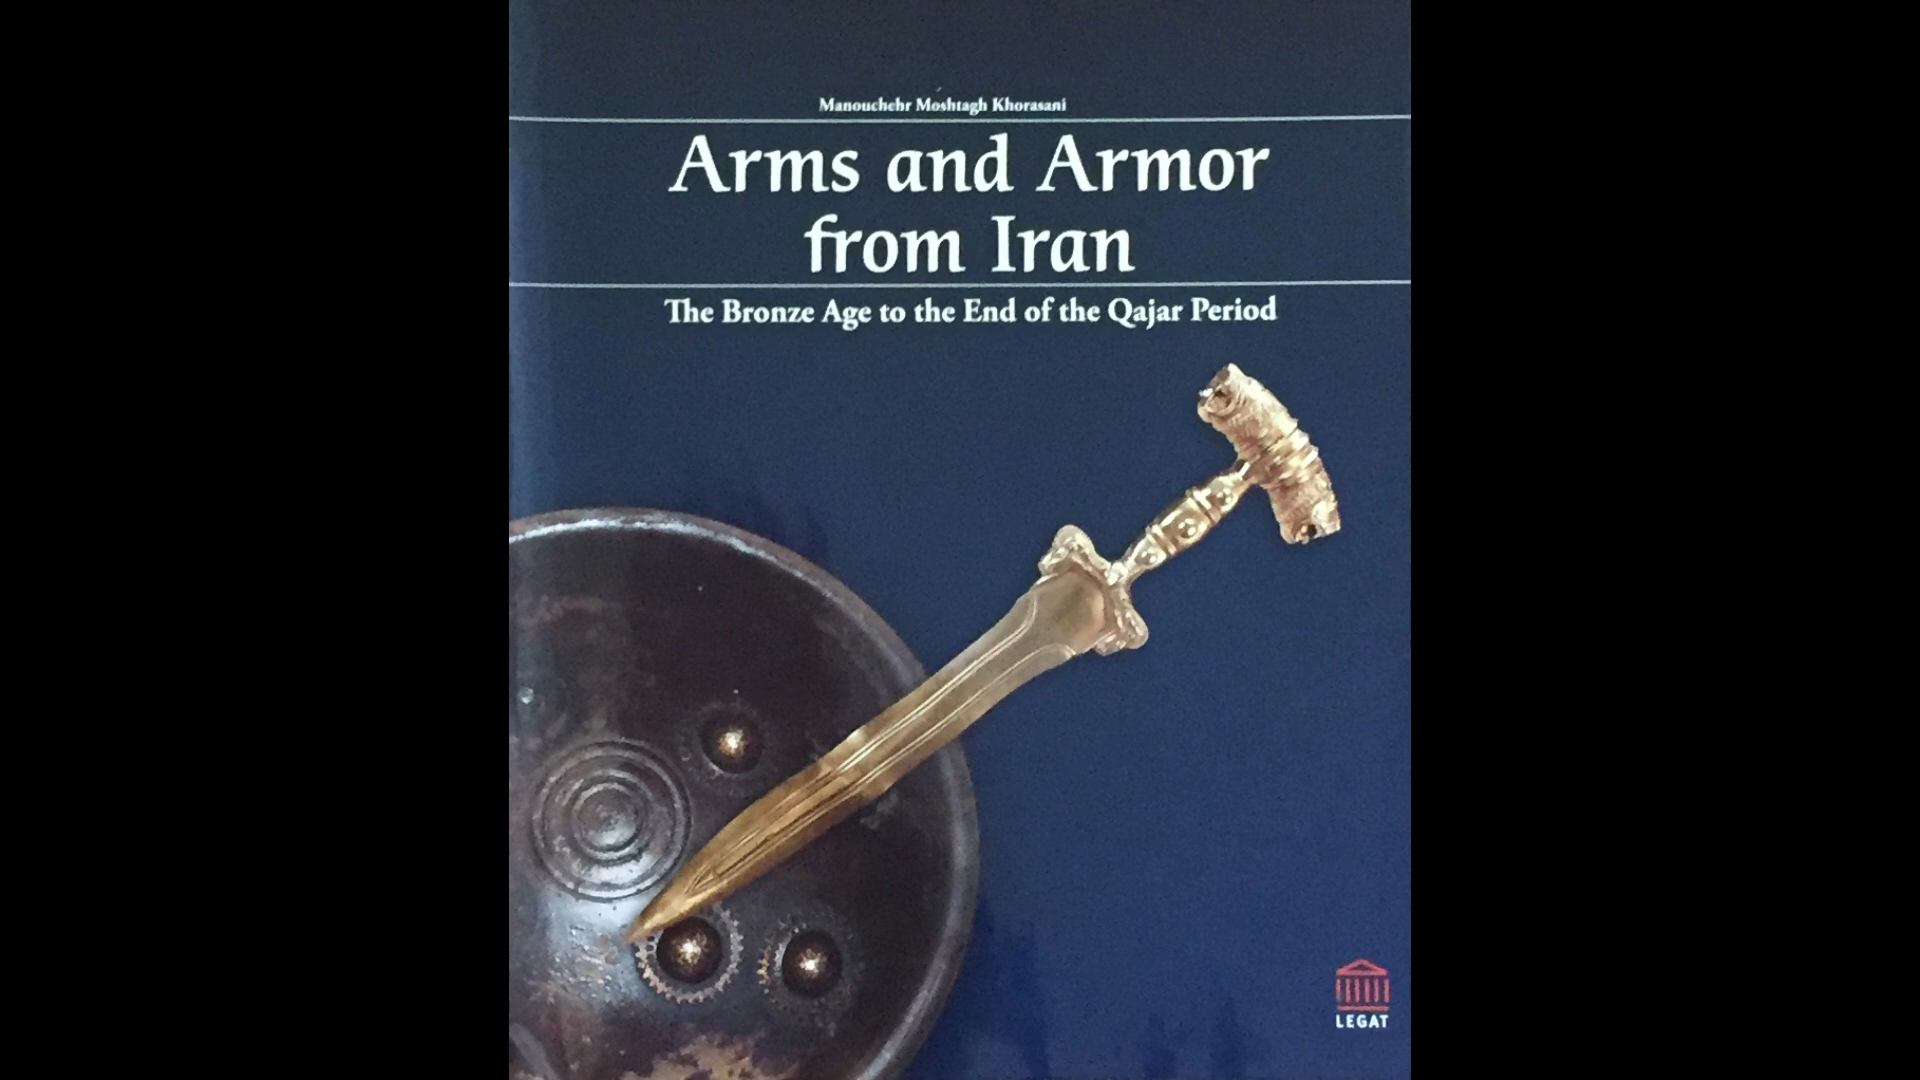 Manouchehr Moshtagh Khorasani
Arms and Armor
from Iran
The Bronze Age to the End of the Qajar Period
LEGAT